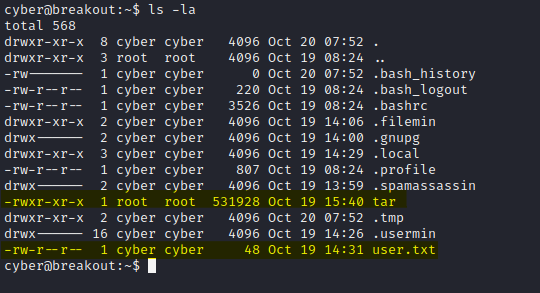 cyber@breakout:~$ ls -la
total 568
drwxr-xr-x  8 cyber cyber   4096 Oct 20 07:52 .
drwxr-xr-x  3 root  root    4096 Oct 19 08:24 ..
-rw-------  1 cyber cyber      0 Oct 20 07:52 .bash_history
-rw-r--r--  1 cyber cyber    220 Oct 19 08:24 .bash_logout
-rw-r--r--  1 cyber cyber   3526 Oct 19 08:24 .bashrc
drwxr-xr-x  2 cyber cyber   4096 Oct 19 14:06 .filemin
drwx------  2 cyber cyber   4096 Oct 19 14:00 .gnupg
drwxr-xr-x  3 cyber cyber   4096 Oct 19 14:29 .local
-rw-r--r--  1 cyber cyber    807 Oct 19 08:24 .profile
drwx------  2 cyber cyber   4096 Oct 19 13:59 .spamassassin
-rwxr-xr-x  1 root  root  531928 Oct 19 15:40 tar
drwxr-xr-x  2 cyber cyber   4096 Oct 20 07:52 .tmp
drwx------ 16 cyber cyber   4096 Oct 19 14:26 .usermin
-rw-r--r--  1 cyber cyber     48 Oct 19 14:31 user.txt
cyber@breakout:~$